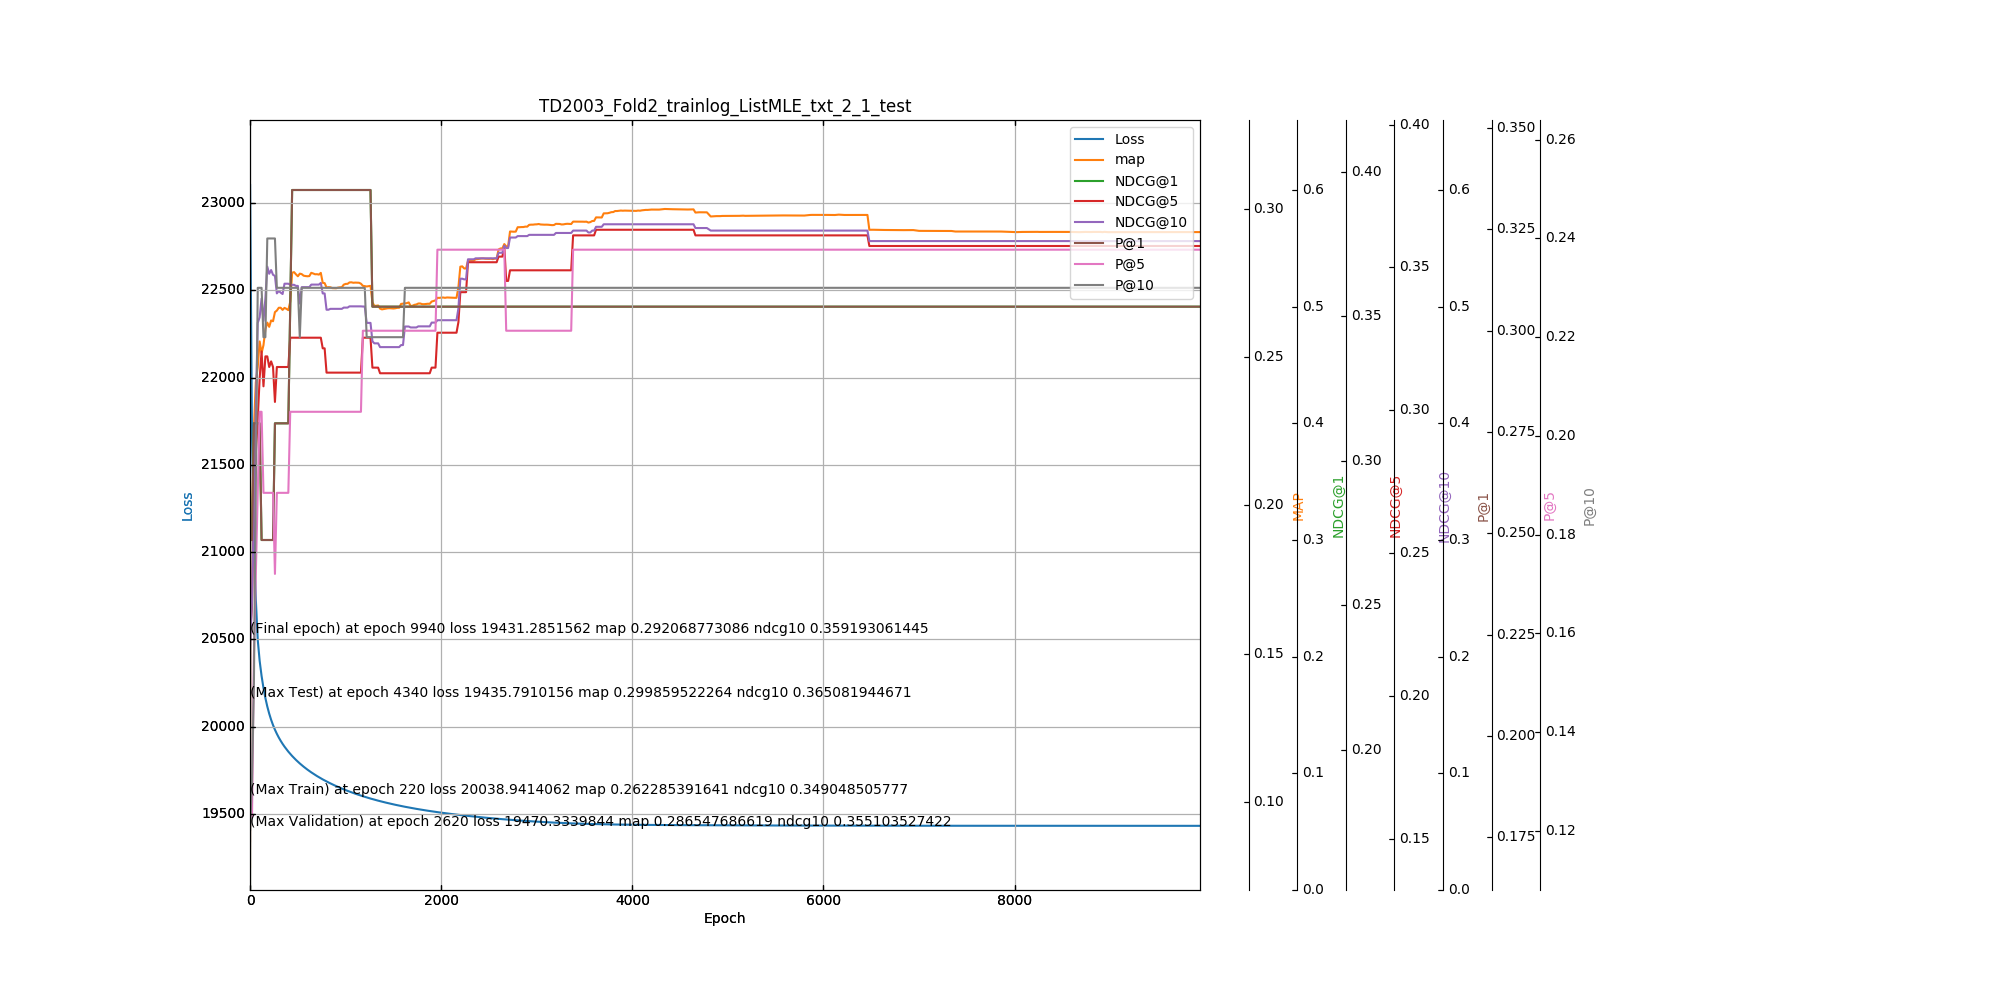 TD2003_Fold2_trainlog_ListMLE_txt_2_1_test
Loss
map
NDCG@1
NDCG@5
NDCG@10
P@1
P@5
P@10
23000
22500
22000
21500
21000
20500
20000
19500
Loss
(Final epoch) at epoch 9940 loss 19431.2851562 map 0.292068773086 ndcg10 0.359193061445
(Max Test) at epoch 4340 loss 19435.7910156 map 0.299859522264 ndcg10 0.365081944671
(Max Train) at epoch 220 loss 20038.9414062 map 0.262285391641 ndcg10 0.349048505777
(Max Validation) at epoch 2620 loss 19470.3339844 map 0.286547686619 ndcg10 0.355103527422
0 2000 4000 6000 8000
Epoch
0.30
0.25
0.20
0.15
0.10
MAP
0.6
0.5
0.4
0.3
0.2
0.1
0.0
NDCG@1
0.40
0.35
0.30
0.25
0.20
NDCG@5
0.40
0.35
0.30
0.25
0.20
0.15
NDCG@10
0.6
0.5
0.4
0.3
0.2
0.1
0.0
P@1
0.350
0.325
0.300
0.275
0.250
0.225
0.200
0.175
P@5
0.26
0.24
0.22
0.20
0.18
0.16
0.14
0.12
P@10